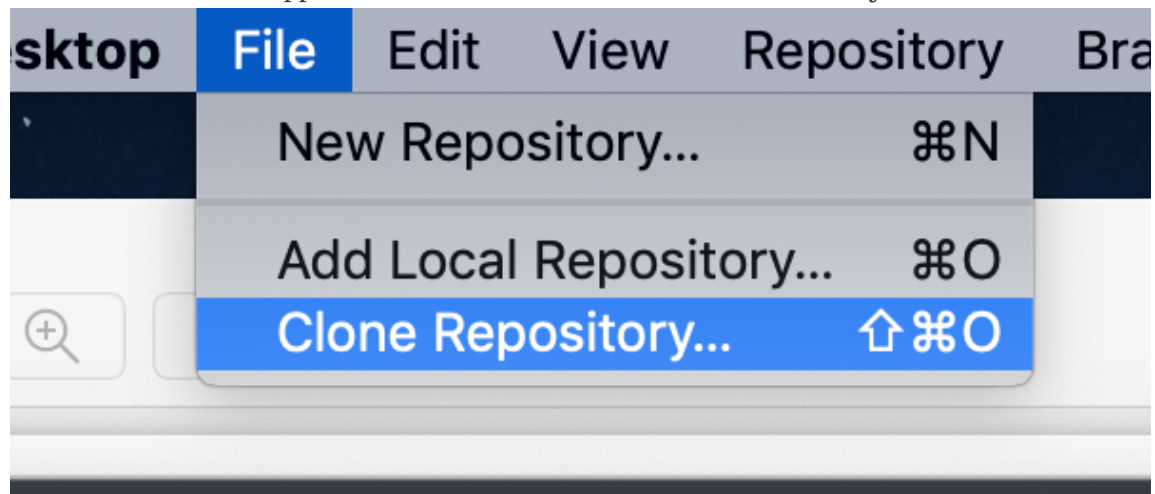 sktop File Edit View Repository Bra
New Repository... ⌘N
Add Local Repository... ⌘O
Clone Repository... ⇧⌘O